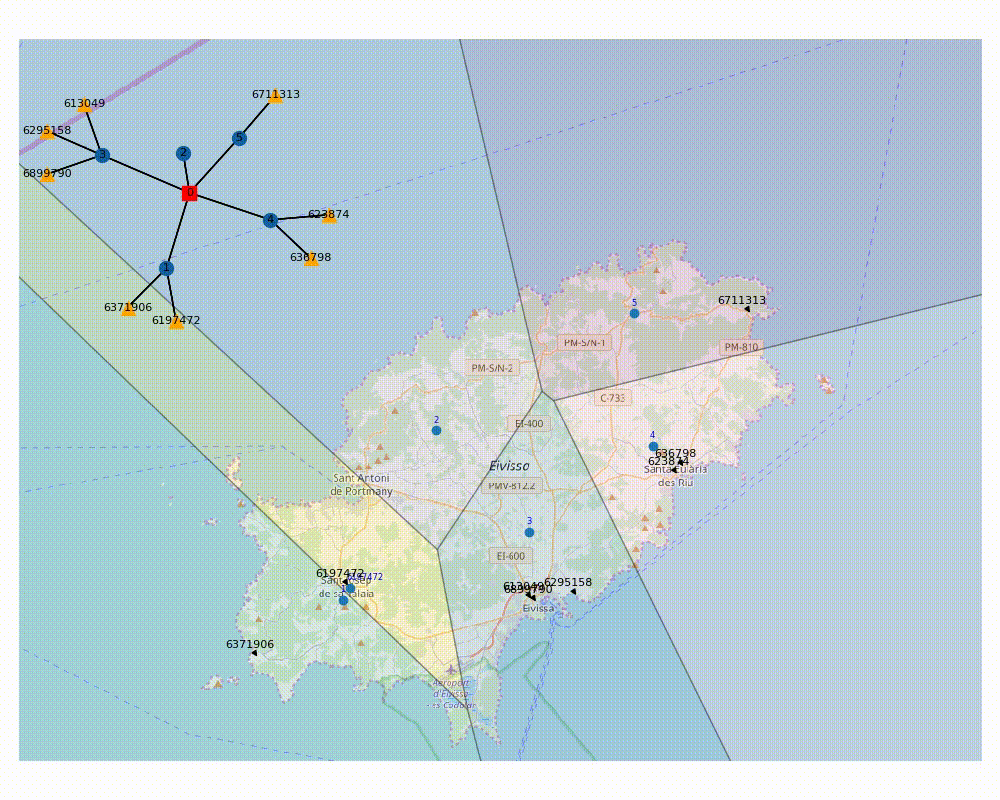 6711313
613049
6295158
5
2
3
6899790
0
623874
4
636798
1
6371906
6197472
6711313
5
PM-S/N-1
PM-810
PM-S/N-2
C-733
2
EI-400
4
636798
Eivissa
623874
Santa Eulària
des Riu
Sant Antoni
de Portmany
PMV-812.2
3
EI-600
6197472
6197472
Sant Josep
de sa Talaia
1
613049
6295158
6899790
Eivissa
6371906
Aeroport
d'Eivissa
- es Codolar